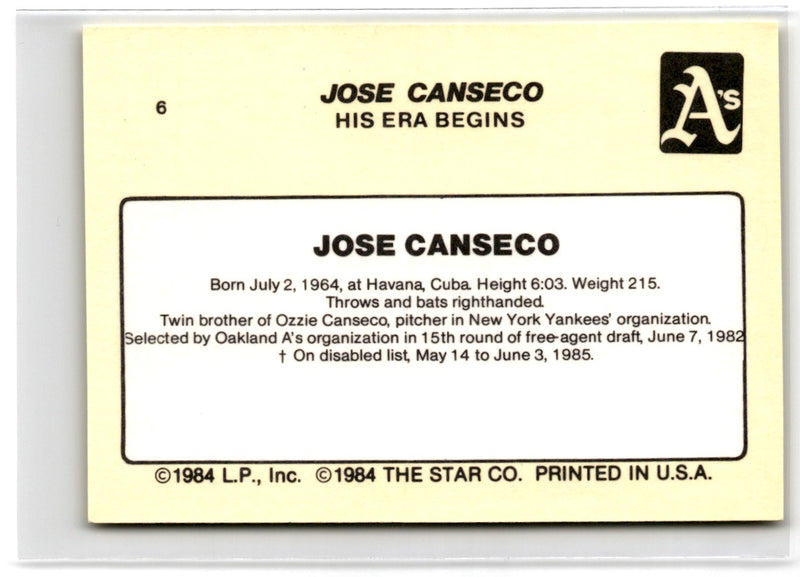 6
JOSE CANSECO
HIS ERA BEGINS
A's
JOSE CANSECO
Born July 2, 1964, at Havana, Cuba. Height 6:03. Weight 215.
Throws and bats righthanded.
Twin brother of Ozzie Canseco, pitcher in New York Yankees' organization.
Selected by Oakland A's organization in 15th round of free-agent draft, June 7, 1982
† On disabled list, May 14 to June 3, 1985.
©1984 L.P., Inc. ©1984 THE STAR CO. PRINTED IN U.S.A.